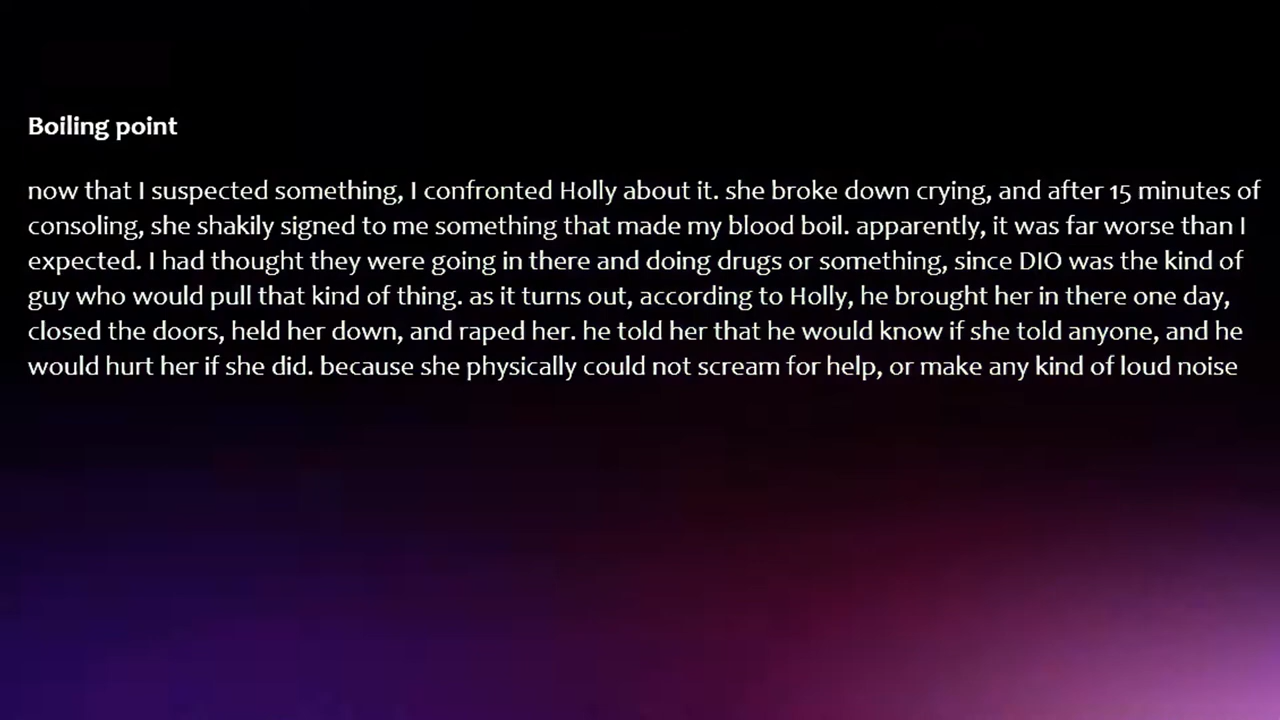 Boiling point
now that I suspected something, I confronted Holly about it. she broke down crying, and after 15 minutes of
consoling, she shakily signed to me something that made my blood boil. apparently, it was far worse than I
expected. I had thought they were going in there and doing drugs or something, since DIO was the kind of
guy who would pull that kind of thing. as it turns out, according to Holly, he brought her in there one day,
closed the doors, held her down, and raped her. he told her that he would know if she told anyone, and he
would hurt her if she did. because she physically could not scream for help, or make any kind of loud noise